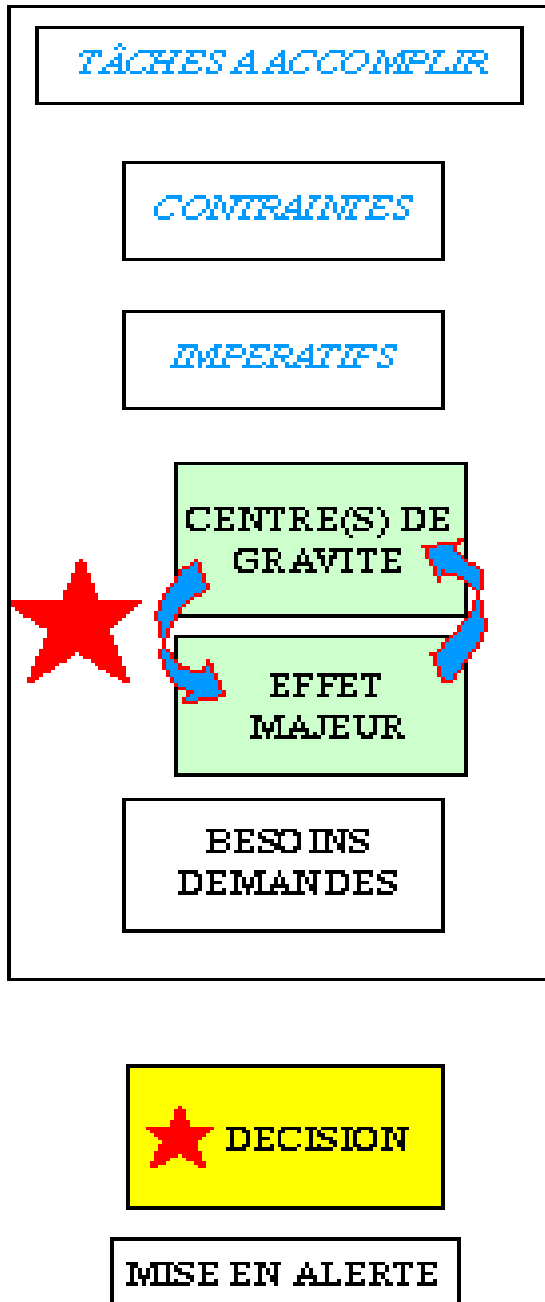 TÂCHES A ACCOMPLIR
CONTRAINTES
IMPERATIFS
CENTRE(S) DE
GRAVITE
EFFET
MAJEUR
BESOINS
DEMANDES
DECISION
MISE EN ALERTE